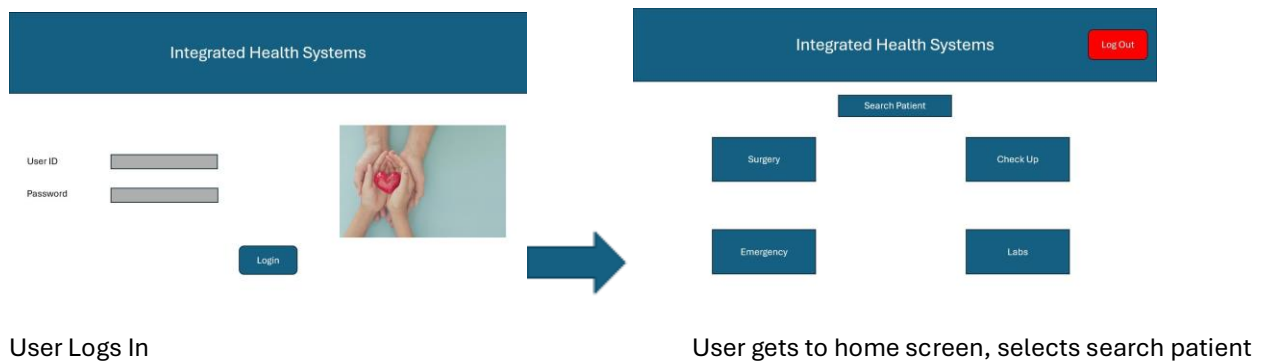 Integrated Health Systems
User ID
Password
Login
User Logs In
Integrated Health Systems
Log Out
Search Patient
Surgery
Check Up
Emergency
Labs
User gets to home screen, selects search patient